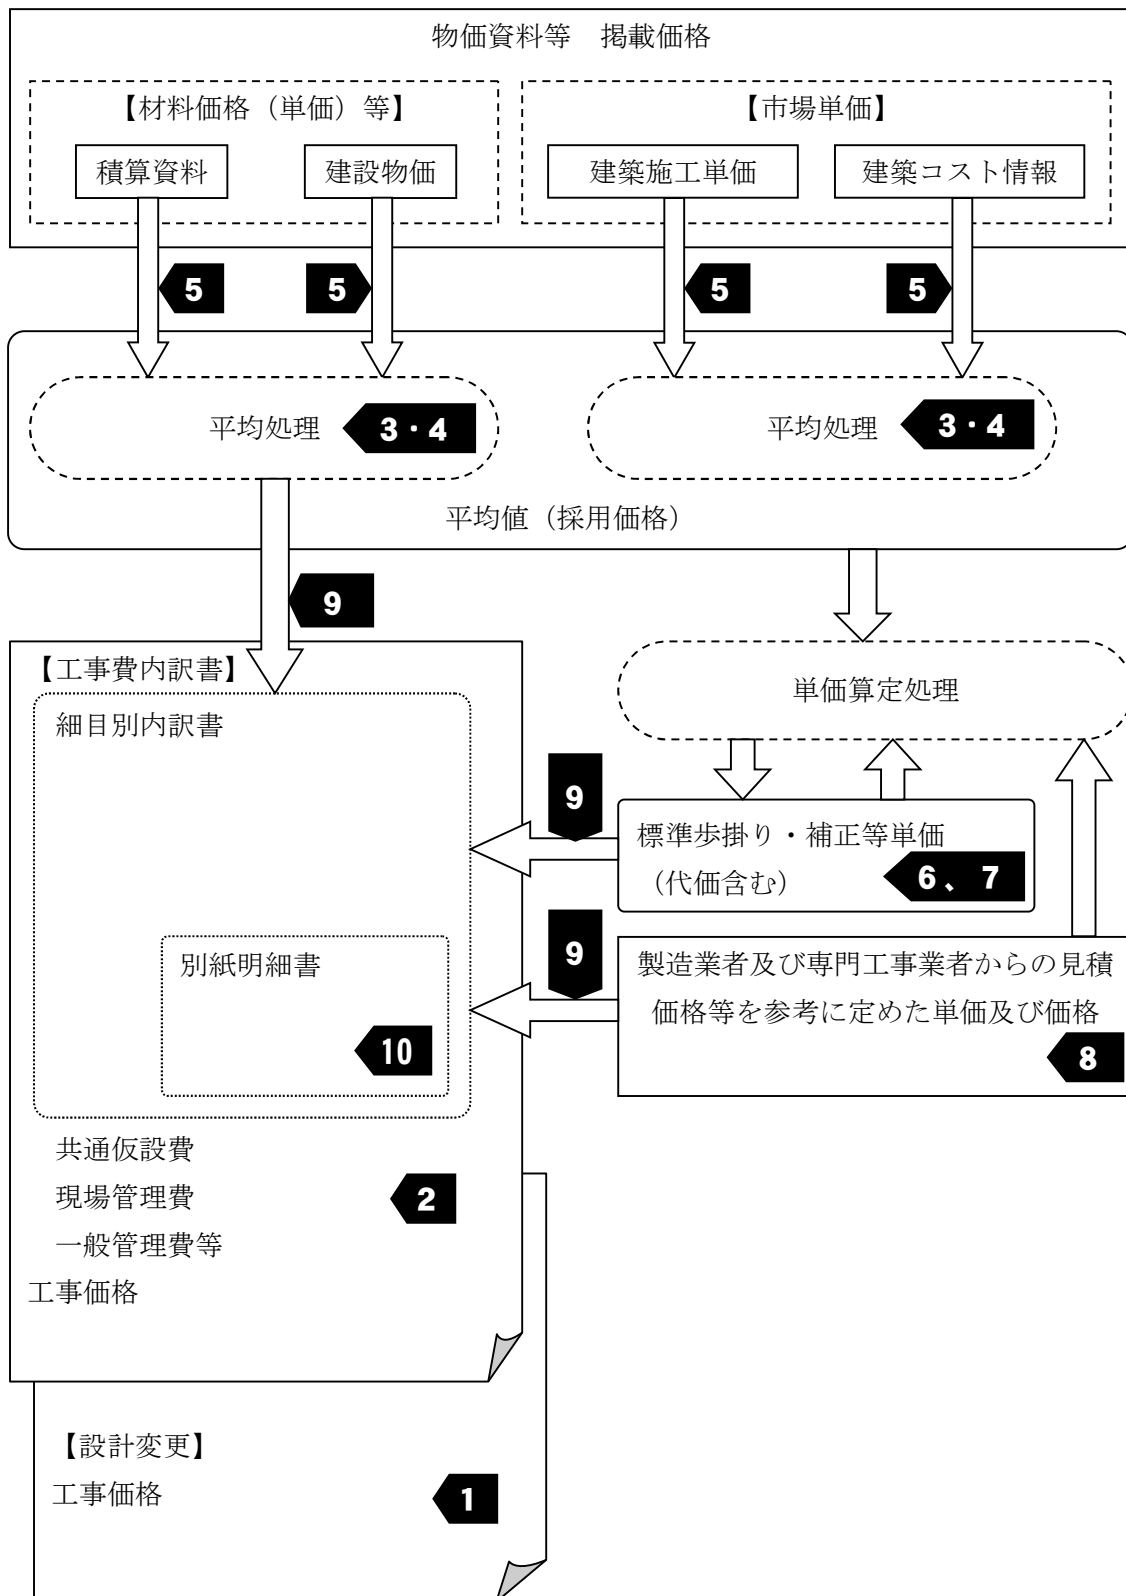 物価資料等　掲載価格
【材料価格（単価）等】
【市場単価】
積算資料
建設物価
建築施工単価
建築コスト情報
5
5
5
5
平均処理
3・4
平均処理
3・4
平均値（採用価格）
9
【工事費内訳書】
細目別内訳書
単価算定処理
9
標準歩掛り・補正等単価
（代価含む）
6、7
9
別紙明細書
製造業者及び専門工事業者からの見積
価格等を参考に定めた単価及び価格
10
8
共通仮設費
現場管理費
2
一般管理費等
工事価格
【設計変更】
工事価格
1